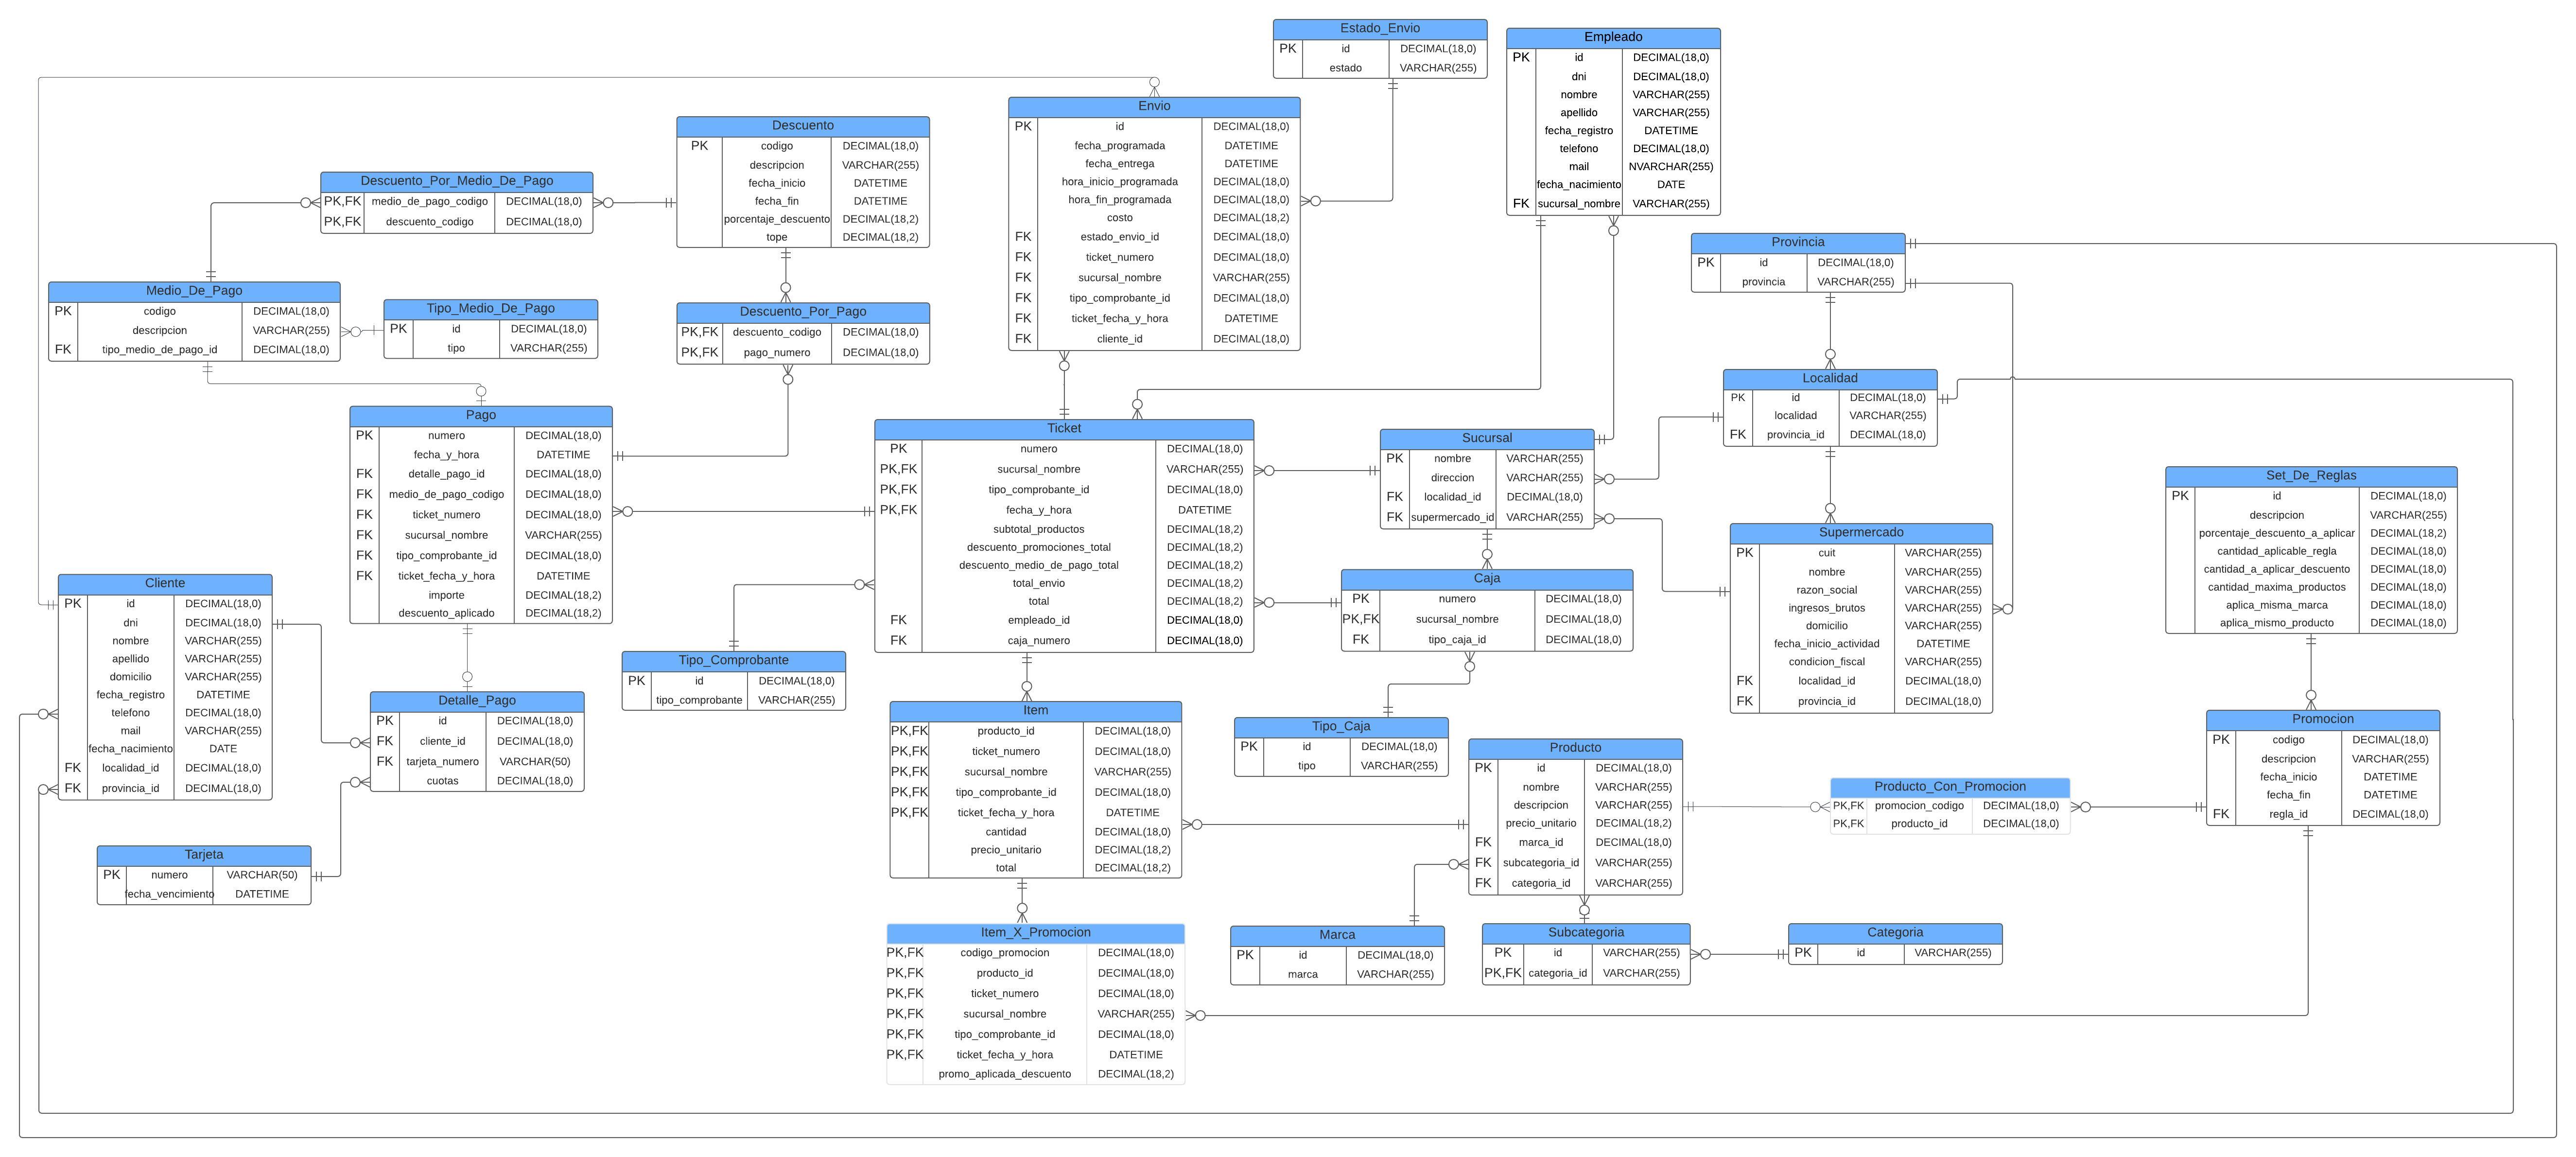 Estado_Envio
PK id DECIMAL(18,0)
estado VARCHAR(255)
Empleado
PK id DECIMAL(18,0)
dni DECIMAL(18,0)
nombre VARCHAR(255)
apellido VARCHAR(255)
fecha_registro DATETIME
telefono DECIMAL(18,0)
mail NVARCHAR(255)
fecha_nacimiento DATE
FK sucursal_nombre VARCHAR(255)
Envio
PK id DECIMAL(18,0)
fecha_programada DATETIME
fecha_entrega DATETIME
hora_inicio_programada DECIMAL(18,0)
hora_fin_programada DECIMAL(18,0)
costo DECIMAL(18,2)
FK estado_envio_id DECIMAL(18,0)
FK ticket_numero DECIMAL(18,0)
FK sucursal_nombre VARCHAR(255)
FK tipo_comprobante_id DECIMAL(18,0)
FK ticket_fecha_y_hora DATETIME
FK cliente_id DECIMAL(18,0)
Descuento
PK codigo DECIMAL(18,0)
descripcion VARCHAR(255)
fecha_inicio DATETIME
fecha_fin DATETIME
porcentaje_descuento DECIMAL(18,2)
tope DECIMAL(18,2)
Descuento_Por_Medio_De_Pago
PK,FK medio_de_pago_codigo DECIMAL(18,0)
PK,FK descuento_codigo DECIMAL(18,0)
Provincia
PK id DECIMAL(18,0)
provincia VARCHAR(255)
Medio_De_Pago
PK codigo DECIMAL(18,0)
descripcion VARCHAR(255)
FK tipo_medio_de_pago_id DECIMAL(18,0)
Tipo_Medio_De_Pago
PK id DECIMAL(18,0)
tipo VARCHAR(255)
Descuento_Por_Pago
PK,FK descuento_codigo DECIMAL(18,0)
PK,FK pago_numero DECIMAL(18,0)
Localidad
PK id DECIMAL(18,0)
localidad VARCHAR(255)
FK provincia_id DECIMAL(18,0)
Pago
PK numero DECIMAL(18,0)
fecha_y_hora DATETIME
FK detalle_pago_id DECIMAL(18,0)
FK medio_de_pago_codigo DECIMAL(18,0)
FK ticket_numero DECIMAL(18,0)
FK sucursal_nombre VARCHAR(255)
FK tipo_comprobante_id DECIMAL(18,0)
FK ticket_fecha_y_hora DATETIME
importe DECIMAL(18,2)
descuento_aplicado DECIMAL(18,2)
Ticket
PK numero DECIMAL(18,0)
PK,FK sucursal_nombre VARCHAR(255)
PK,FK tipo_comprobante_id DECIMAL(18,0)
PK,FK fecha_y_hora DATETIME
subtotal_productos DECIMAL(18,2)
descuento_promociones_total DECIMAL(18,2)
descuento_medio_de_pago_total DECIMAL(18,2)
total_envio DECIMAL(18,2)
total DECIMAL(18,2)
FK empleado_id DECIMAL(18,0)
FK caja_numero DECIMAL(18,0)
Sucursal
PK nombre VARCHAR(255)
direccion VARCHAR(255)
FK localidad_id DECIMAL(18,0)
FK supermercado_id VARCHAR(255)
Set_De_Reglas
PK id DECIMAL(18,0)
descripcion VARCHAR(255)
porcentaje_descuento_a_aplicar DECIMAL(18,2)
cantidad_aplicable_regla DECIMAL(18,0)
cantidad_a_aplicar_descuento DECIMAL(18,0)
cantidad_maxima_productos DECIMAL(18,0)
aplica_misma_marca DECIMAL(18,0)
aplica_mismo_producto DECIMAL(18,0)
Supermercado
PK cuit VARCHAR(255)
nombre VARCHAR(255)
razon_social VARCHAR(255)
ingresos_brutos VARCHAR(255)
domicilio VARCHAR(255)
fecha_inicio_actividad DATETIME
condicion_fiscal VARCHAR(255)
FK localidad_id DECIMAL(18,0)
FK provincia_id DECIMAL(18,0)
Caja
PK numero DECIMAL(18,0)
PK,FK sucursal_nombre DECIMAL(18,0)
FK tipo_caja_id DECIMAL(18,0)
Cliente
PK id DECIMAL(18,0)
dni DECIMAL(18,0)
nombre VARCHAR(255)
apellido VARCHAR(255)
domicilio VARCHAR(255)
fecha_registro DATETIME
telefono DECIMAL(18,0)
mail VARCHAR(255)
fecha_nacimiento DATE
FK localidad_id DECIMAL(18,0)
FK provincia_id DECIMAL(18,0)
Tipo_Comprobante
PK id DECIMAL(18,0)
tipo_comprobante VARCHAR(255)
Detalle_Pago
PK id DECIMAL(18,0)
FK cliente_id DECIMAL(18,0)
FK tarjeta_numero VARCHAR(50)
cuotas DECIMAL(18,0)
Item
PK,FK producto_id DECIMAL(18,0)
PK,FK ticket_numero DECIMAL(18,0)
PK,FK sucursal_nombre VARCHAR(255)
PK,FK tipo_comprobante_id DECIMAL(18,0)
PK,FK ticket_fecha_y_hora DATETIME
cantidad DECIMAL(18,0)
precio_unitario DECIMAL(18,2)
total DECIMAL(18,2)
Tipo_Caja
PK id DECIMAL(18,0)
tipo VARCHAR(255)
Producto
PK id DECIMAL(18,0)
nombre VARCHAR(255)
descripcion VARCHAR(255)
precio_unitario DECIMAL(18,2)
FK marca_id DECIMAL(18,0)
FK subcategoria_id VARCHAR(255)
FK categoria_id VARCHAR(255)
Promocion
PK codigo DECIMAL(18,0)
descripcion VARCHAR(255)
fecha_inicio DATETIME
fecha_fin DATETIME
FK regla_id DECIMAL(18,0)
Producto_Con_Promocion
PK,FK promocion_codigo DECIMAL(18,0)
PK,FK producto_id DECIMAL(18,0)
Tarjeta
PK numero VARCHAR(50)
fecha_vencimiento DATETIME
Item_X_Promocion
PK,FK codigo_promocion DECIMAL(18,0)
PK,FK producto_id DECIMAL(18,0)
PK,FK ticket_numero DECIMAL(18,0)
PK,FK sucursal_nombre VARCHAR(255)
PK,FK tipo_comprobante_id DECIMAL(18,0)
PK,FK ticket_fecha_y_hora DATETIME
promo_aplicada_descuento DECIMAL(18,2)
Marca
PK id DECIMAL(18,0)
marca VARCHAR(255)
Subcategoria
PK id VARCHAR(255)
PK,FK categoria_id VARCHAR(255)
Categoria
PK id VARCHAR(255)